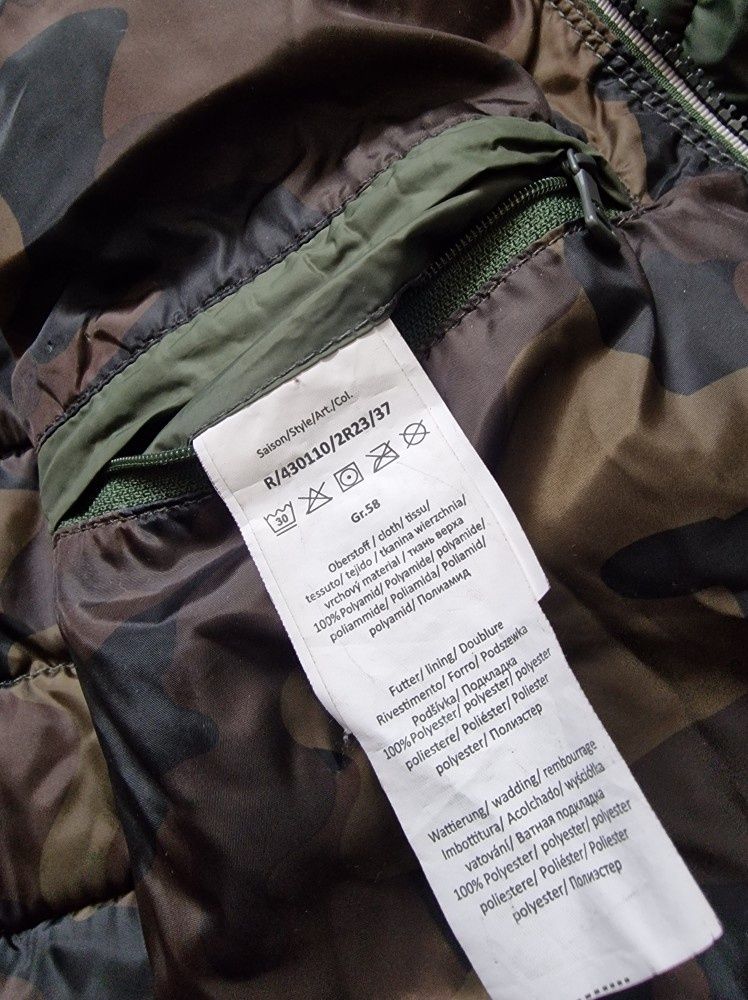 Saison/Style/Art./Col.
R/430110/2R23/37
30
Gr.58
Oberstoff / cloth/ tissu/
tessuto/ tejido / tkanina wierzchnia/
vrchový material / ткань верха
100% Polyamid/ Polyamide/ polyamide/
poliammide/ Poliamida/ Poliamid/
polyamid/ Полиамид
Futter/ lining/ Doublure
Rivestimento/ Forro/ Podszewka
Podšívka/ Подкладка
100% Polyester/ polyester/ polyester
poliestere/ Poliéster/ Poliester
polyester/ Полиэстер
Wattierung/ wadding/ rembourrage
Imbottitura/ Acolchado/ wyściółka
vatování/ Ватная подкладка
100% Polyester/ polyester/ polyester
poliestere/ Poliéster/ Poliester
polyester/ Полиэстер